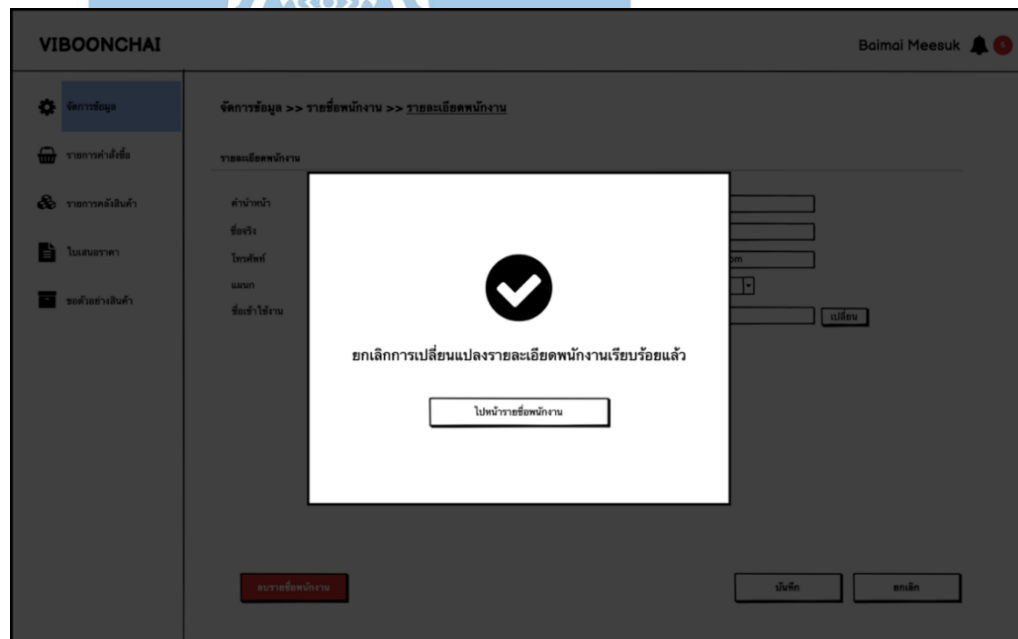 VIBOONCHAI
Baimai Meesuk
จัดการข้อมูล
จัดการข้อมูล >> รายชื่อพนักงาน >> รายละเอียดพนักงาน
รายการคำสั่งซื้อ
รายละเอียดพนักงาน
รายการคลังสินค้า
คำนำหน้า
ชื่อจริง
ใบเสนอราคา
โทรศัพท์
om
แผนก
ขอตัวอย่างสินค้า
ชื่อเข้าใช้งาน
เปลี่ยน
ยกเลิกการเปลี่ยนแปลงรายละเอียดพนักงานเรียบร้อยแล้ว
ไปหน้ารายชื่อพนักงาน
ลบรายชื่อพนักงาน
บันทึก
ยกเลิก